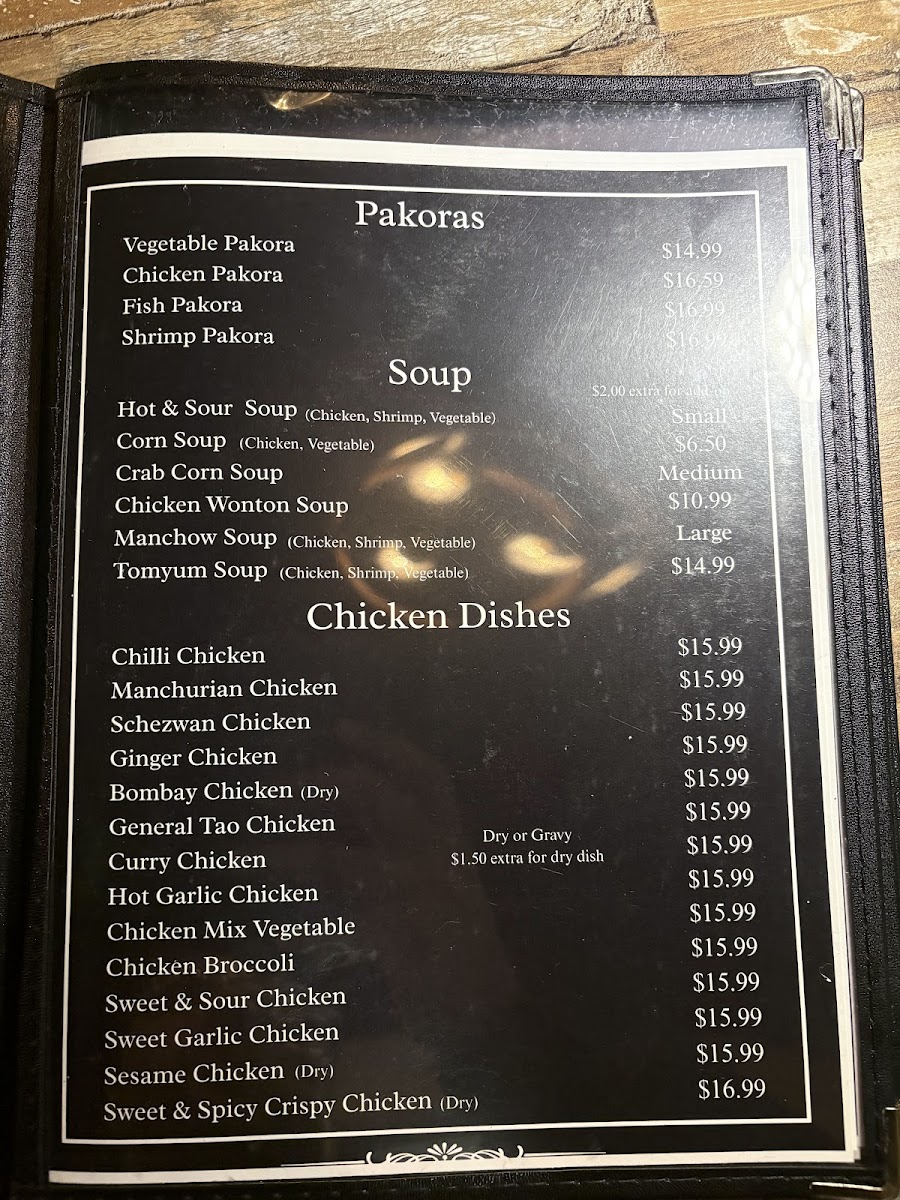 Pakoras
Vegetable Pakora $14.99
Chicken Pakora $16.59
Fish Pakora $16.99
Shrimp Pakora $16.99
Soup
$2.00 extra for
Hot & Sour Soup (Chicken, Shrimp, Vegetable) Small
Corn Soup (Chicken, Vegetable) $6.50
Crab Corn Soup Medium
Chicken Wonton Soup $10.99
Manchow Soup (Chicken, Shrimp, Vegetable) Large
Tomyum Soup (Chicken, Shrimp, Vegetable) $14.99
Chicken Dishes
Chilli Chicken $15.99
Manchurian Chicken $15.99
Schezwan Chicken $15.99
Ginger Chicken $15.99
Bombay Chicken (Dry) $15.99
General Tao Chicken $15.99
Dry or Gravy
Curry Chicken $15.99
$1.50 extra for dry dish
Hot Garlic Chicken $15.99
Chicken Mix Vegetable $15.99
Chicken Broccoli $15.99
Sweet & Sour Chicken $15.99
Sweet Garlic Chicken $15.99
Sesame Chicken (Dry) $15.99
Sweet & Spicy Crispy Chicken (Dry) $16.99